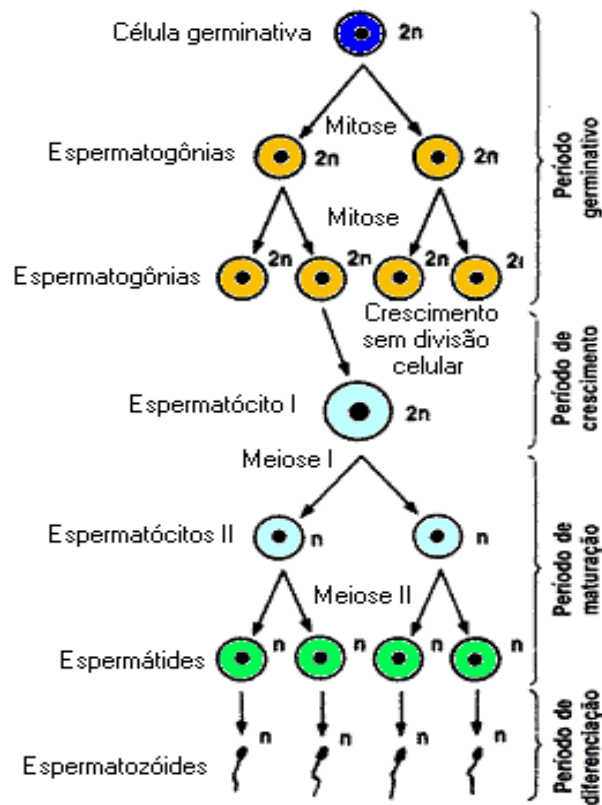 Célula germinativa
2n
Mitose
Espermatogônias
2n
2n
Mitose
Espermatogônias
2n
2n
2n
2n
Período germinativo
Crescimento
sem divisão
celular
Espermatócito I
2n
Período de crescimento
Meiose I
Espermatócitos II
n
n
Meiose II
Período de maturação
Espermátides
n
n
n
n
Espermatozóides
n
n
n
n
Período de diferenciação